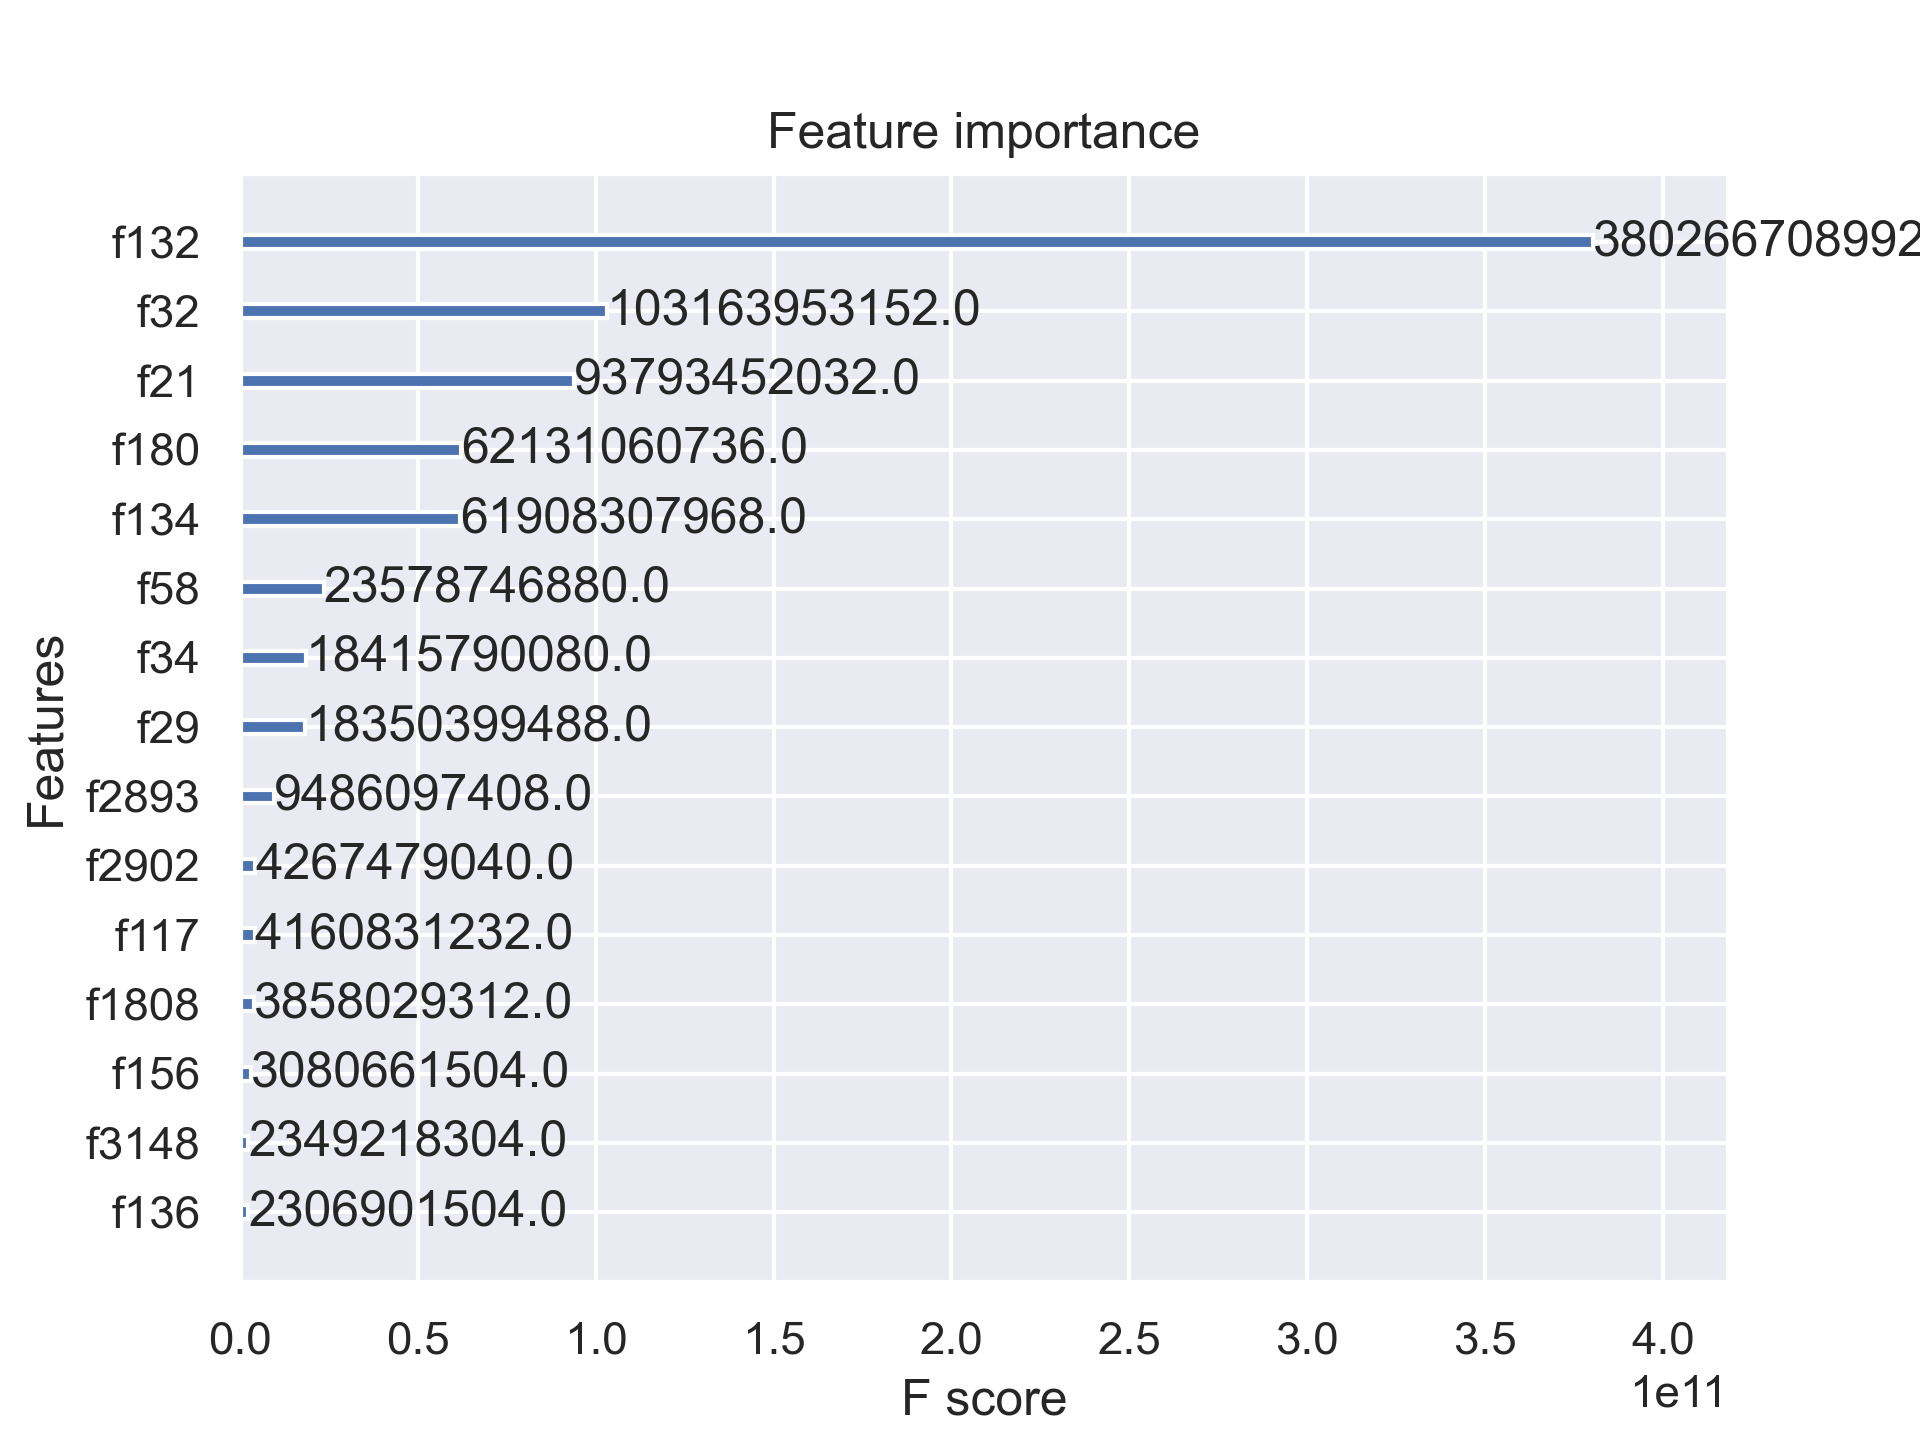 Feature importance
f132 380266708992
f32 103163953152.0
f21 93793452032.0
f180 62131060736.0
f134 61908307968.0
f58 23578746880.0
f34 18415790080.0
f29 18350399488.0
f2893 9486097408.0
f2902 4267479040.0
f117 4160831232.0
f1808 3858029312.0
f156 3080661504.0
f3148 2349218304.0
f136 2306901504.0
Features
0.0 0.5 1.0 1.5 2.0 2.5 3.0 3.5 4.0
1e11
F score